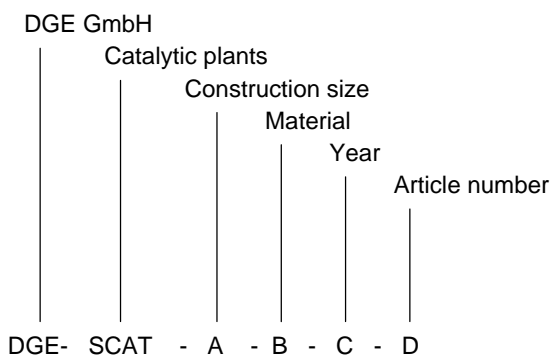 DGE GmbH
Catalytic plants
Construction size
Material
Year
Article number
DGE- SCAT - A - B - C - D